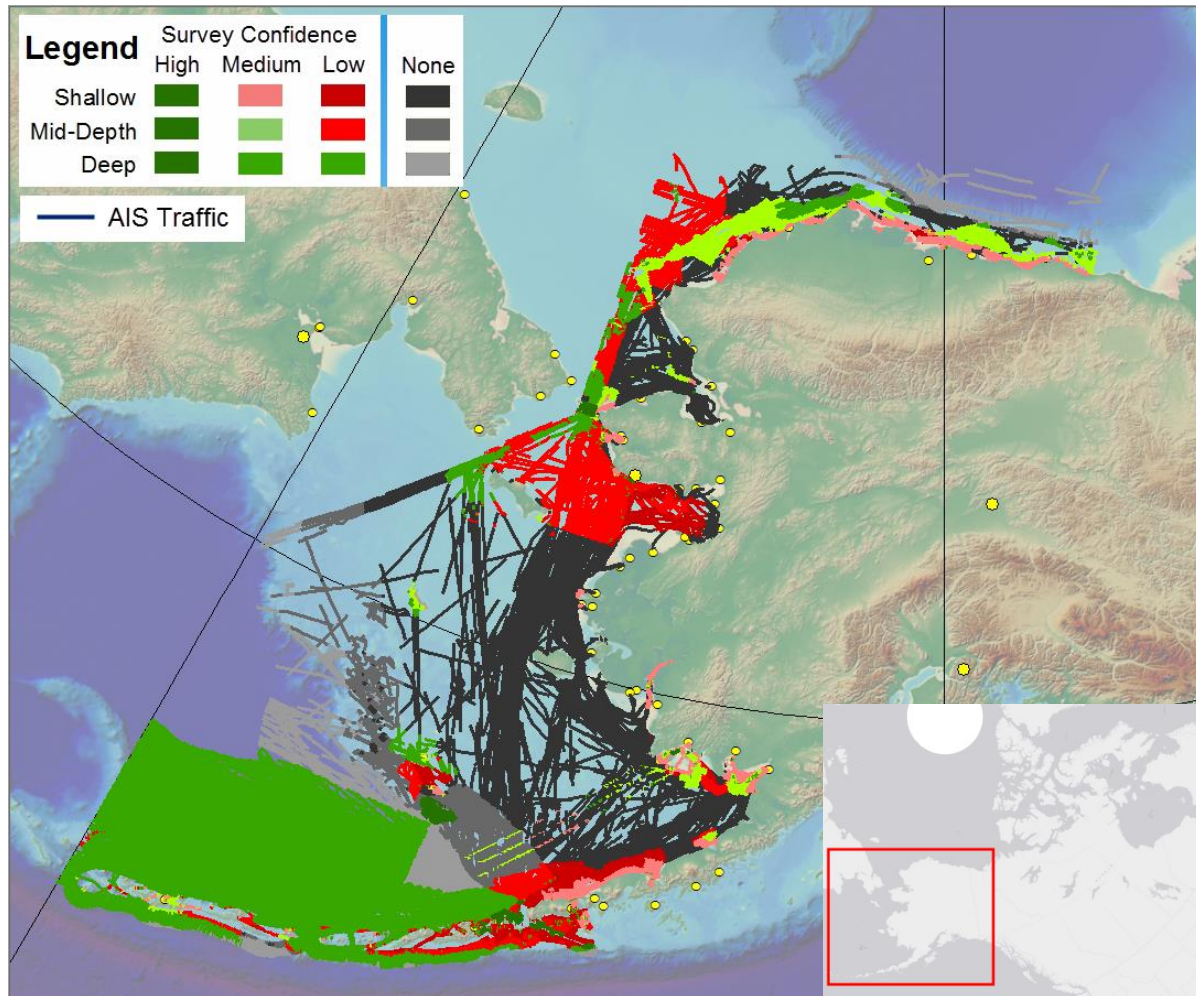 Legend
Survey Confidence
High Medium Low None
Shallow
Mid-Depth
Deep
AIS Traffic